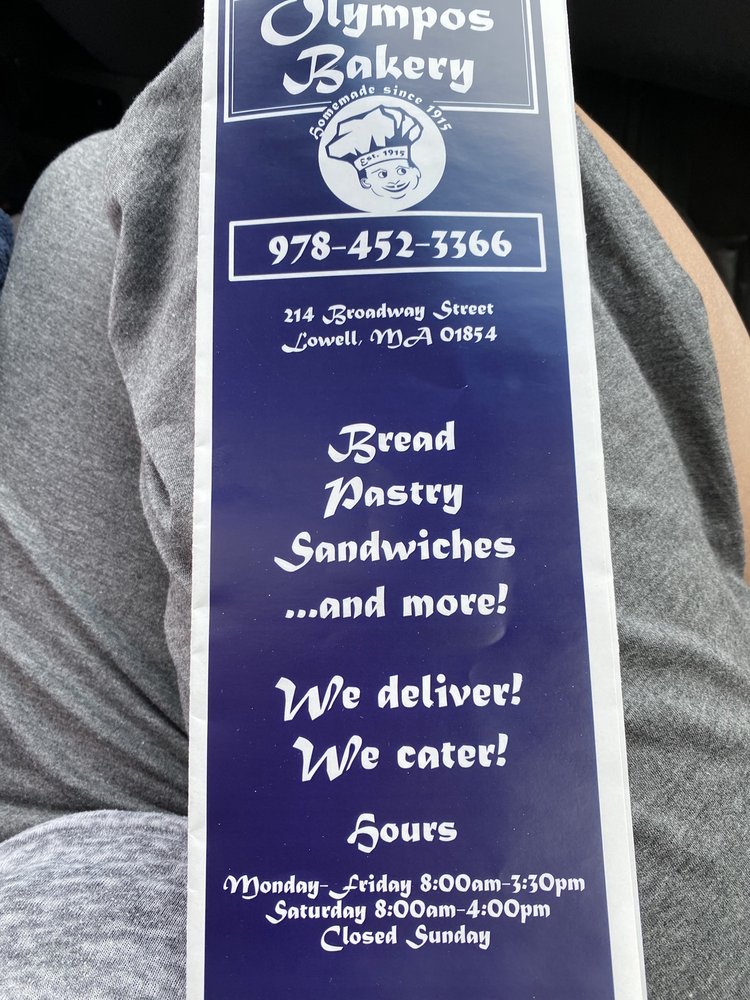 Olympos
Bakery
Homemade since 1915
Est. 1915
978-452-3366
214 Broadway Street
Lowell, MA 01854
Bread
Pastry
Sandwiches
...and more!
We deliver!
We cater!
Hours
Monday-Friday 8:00am-3:30pm
Saturday 8:00am-4:00pm
Closed Sunday